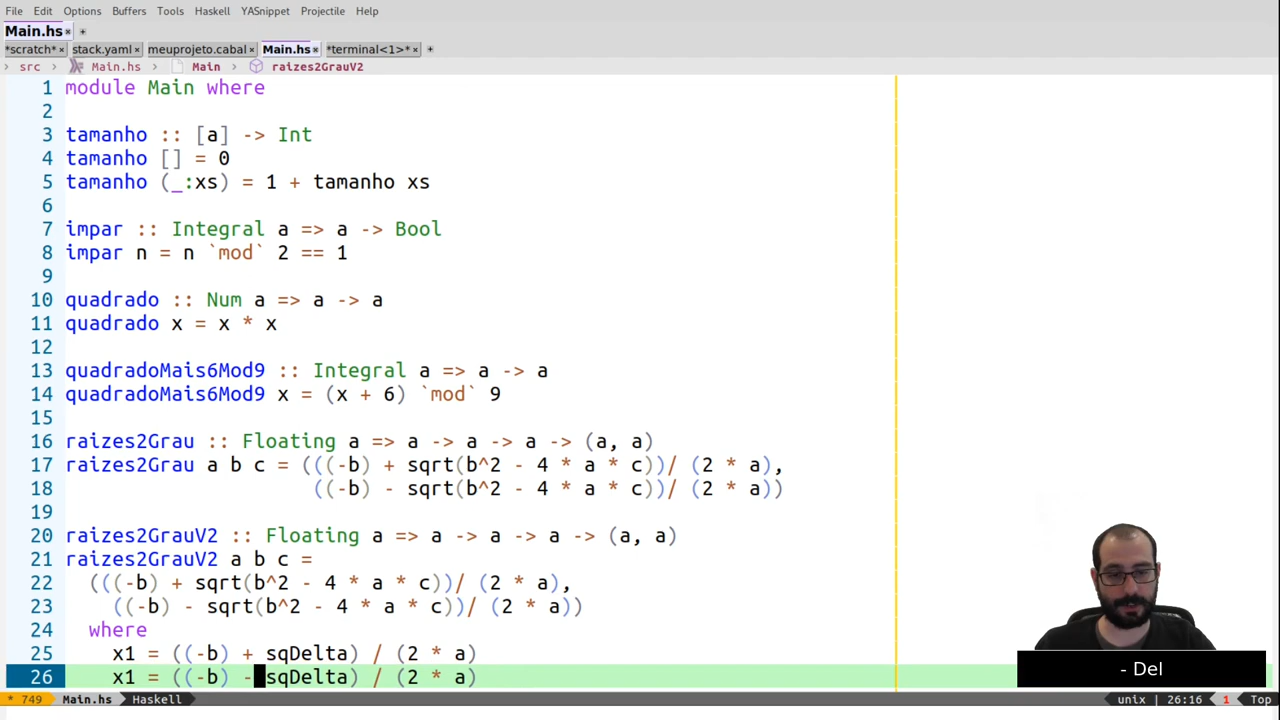 File Edit Options Buffers Tools Haskell YASnippet Projectile Help
Main.hs × +
*scratch* × stack.yaml × meuprojeto.cabal × Main.hs × *terminal<1>* × +
src > Main.hs > Main > raizes2GrauV2
1 module Main where
2
3 tamanho :: [a] -> Int
4 tamanho [] = 0
5 tamanho (_:xs) = 1 + tamanho xs
6
7 impar :: Integral a => a -> Bool
8 impar n = n `mod` 2 == 1
9
10 quadrado :: Num a => a -> a
11 quadrado x = x * x
12
13 quadradoMais6Mod9 :: Integral a => a -> a
14 quadradoMais6Mod9 x = (x + 6) `mod` 9
15
16 raizes2Grau :: Floating a => a -> a -> a -> (a, a)
17 raizes2Grau a b c = (((-b) + sqrt(b^2 - 4 * a * c))/ (2 * a),
18 ((-b) - sqrt(b^2 - 4 * a * c))/ (2 * a))
19
20 raizes2GrauV2 :: Floating a => a -> a -> a -> (a, a)
21 raizes2GrauV2 a b c =
22 (((-b) + sqrt(b^2 - 4 * a * c))/ (2 * a),
23 ((-b) - sqrt(b^2 - 4 * a * c))/ (2 * a))
24 where
25 x1 = ((-b) + sqDelta) / (2 * a)
26 x1 = ((-b) - sqDelta) / (2 * a)
- Del
* 749 Main.hs Haskell unix | 26:16 1 Top